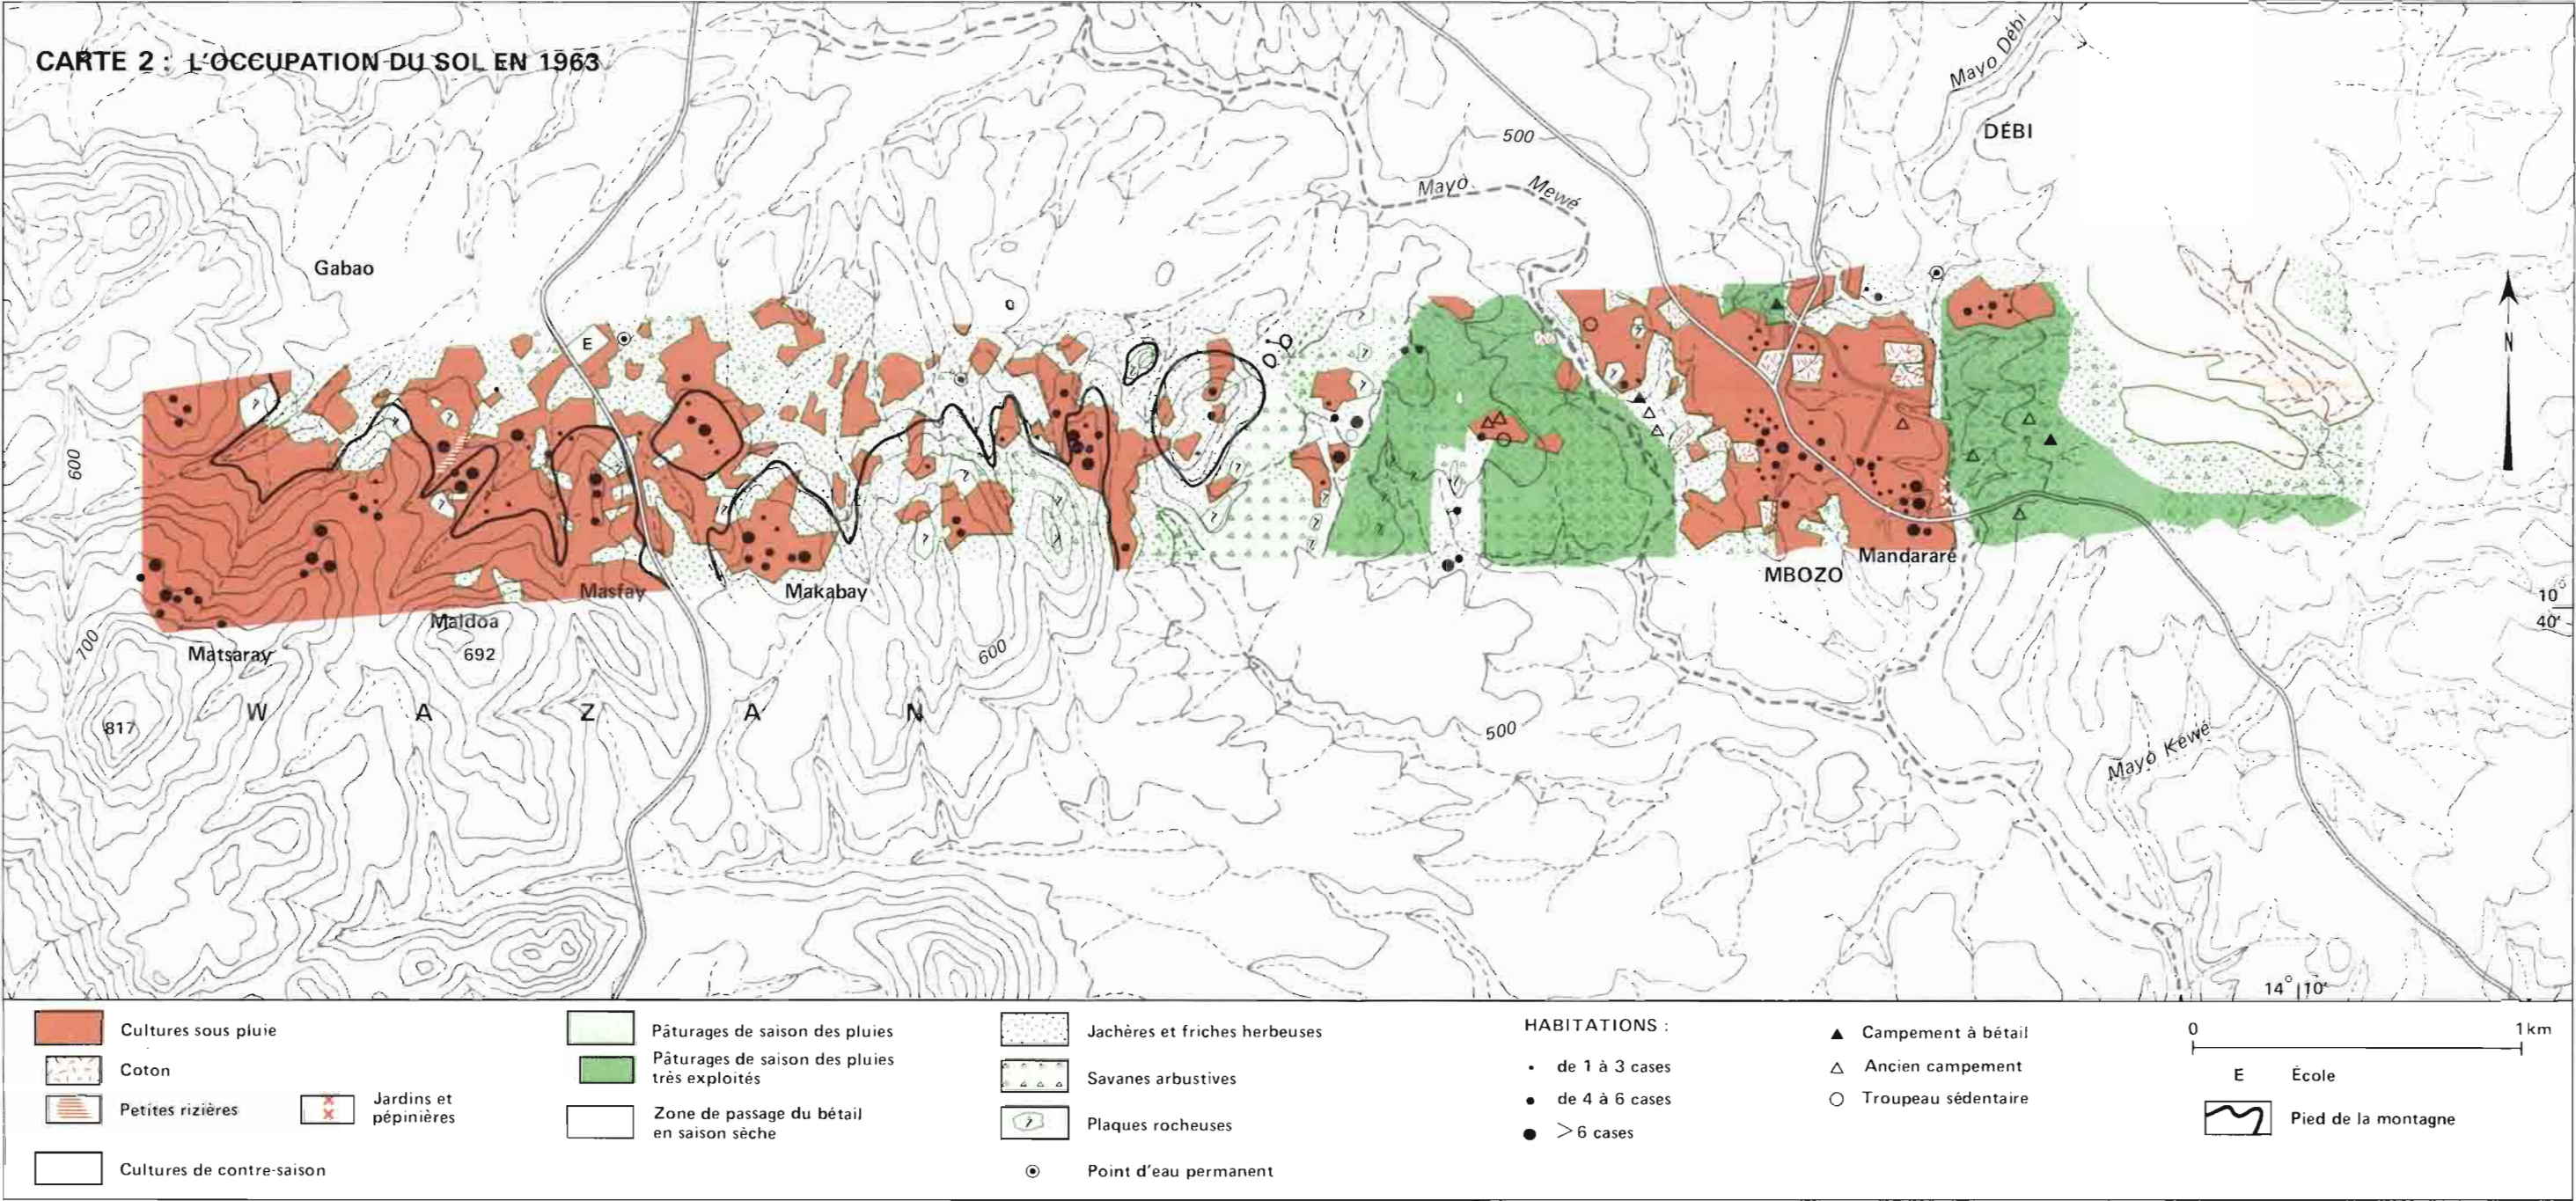 CARTE 2 : L'OCCUPATION DU SOL EN 1963
Mayo Débi
DÉBI
500
Mayo Mewé
Gabao
N
E
600
10° 40'
Mandararé
MBOZO
Masfay
Makabay
Maldoa
692
Matsaray
700
600
817
W A Z A N
500
Mayo Kewé
14° 10'
Cultures sous pluie
Coton
Petites rizières
Jardins et
pépinières
Cultures de contre-saison
Pâturages de saison des pluies
Pâturages de saison des pluies
très exploités
Zone de passage du bétail
en saison sèche
Jachères et friches herbeuses
Savanes arbustives
Plaques rocheuses
Point d'eau permanent
HABITATIONS :
de 1 à 3 cases
de 4 à 6 cases
>6 cases
Campement à bétail
Ancien campement
Troupeau sédentaire
0 1 km
E École
Pied de la montagne